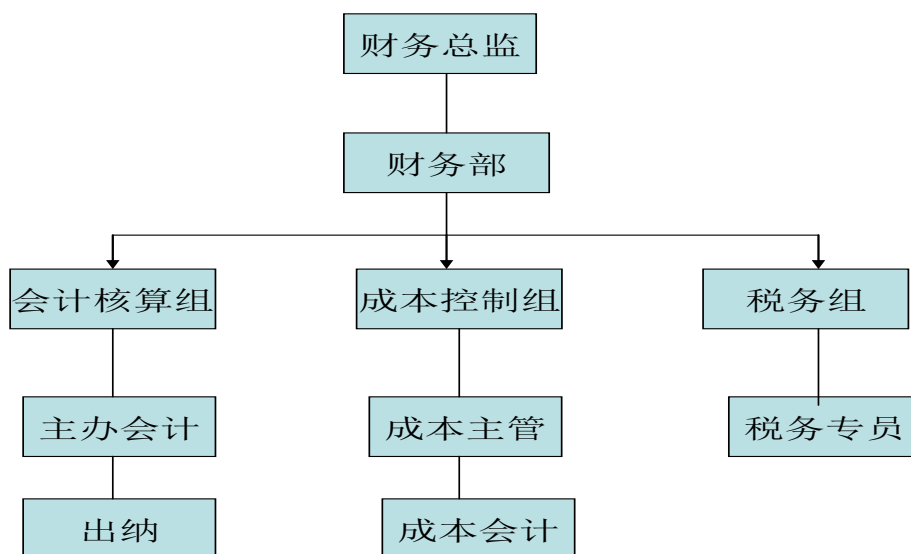 财务总监
财务部
会计核算组
成本控制组
税务组
主办会计
成本主管
税务专员
出纳
成本会计